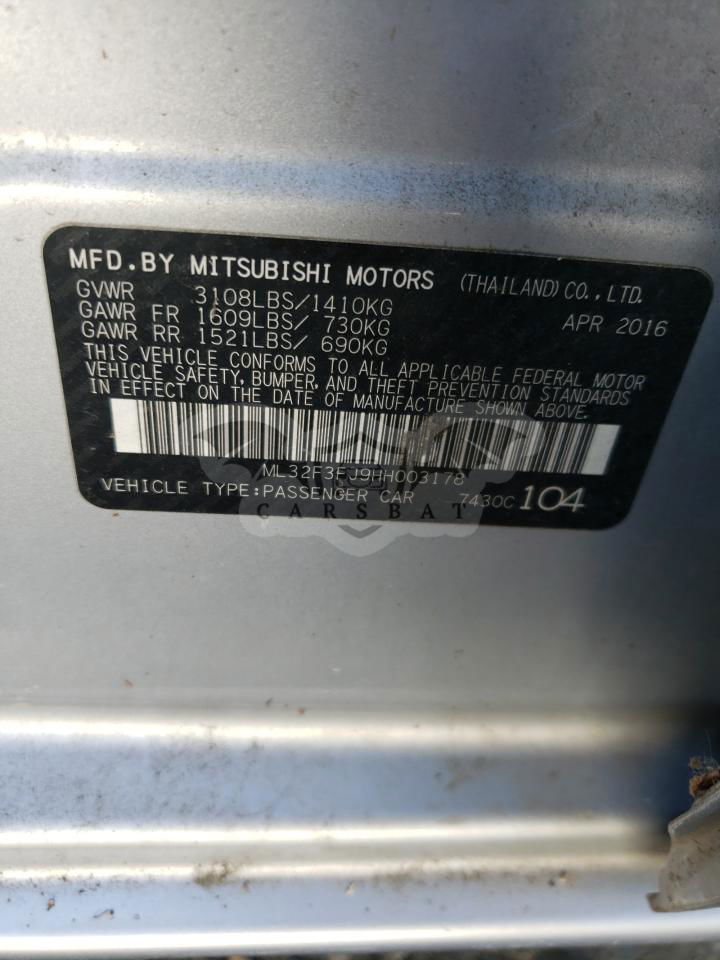 MFD.BY MITSUBISHI MOTORS (THAILAND) CO.,LTD.
GVWR 3108LBS/1410KG APR 2016
GAWR FR 1609LBS/ 730KG
GAWR RR 1521LBS/ 690KG
THIS VEHICLE CONFORMS TO ALL APPLICABLE FEDERAL MOTOR
VEHICLE SAFETY, BUMPER, AND THEFT PREVENTION STANDARDS
IN EFFECT ON THE DATE OF MANUFACTURE SHOWN ABOVE.
ML32F3FJ9HH003178
VEHICLE TYPE:PASSENGER CAR 7430C 104
CARSBAT